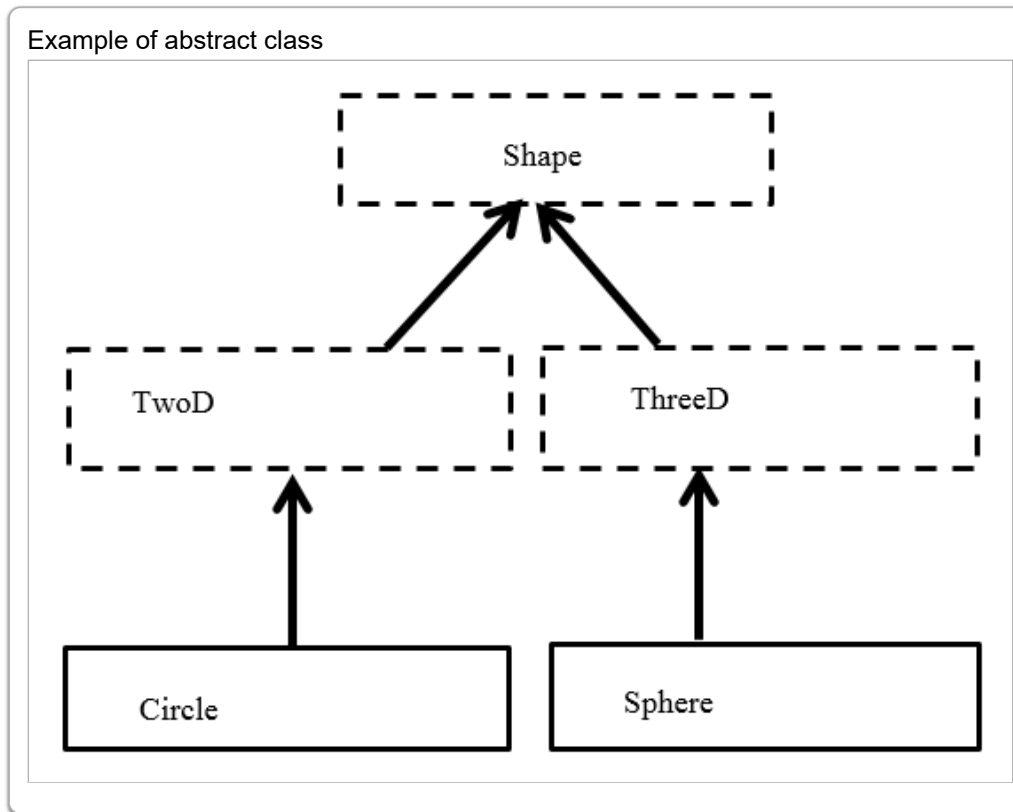 Example of abstract class
Shape
TwoD
ThreeD
Circle
Sphere